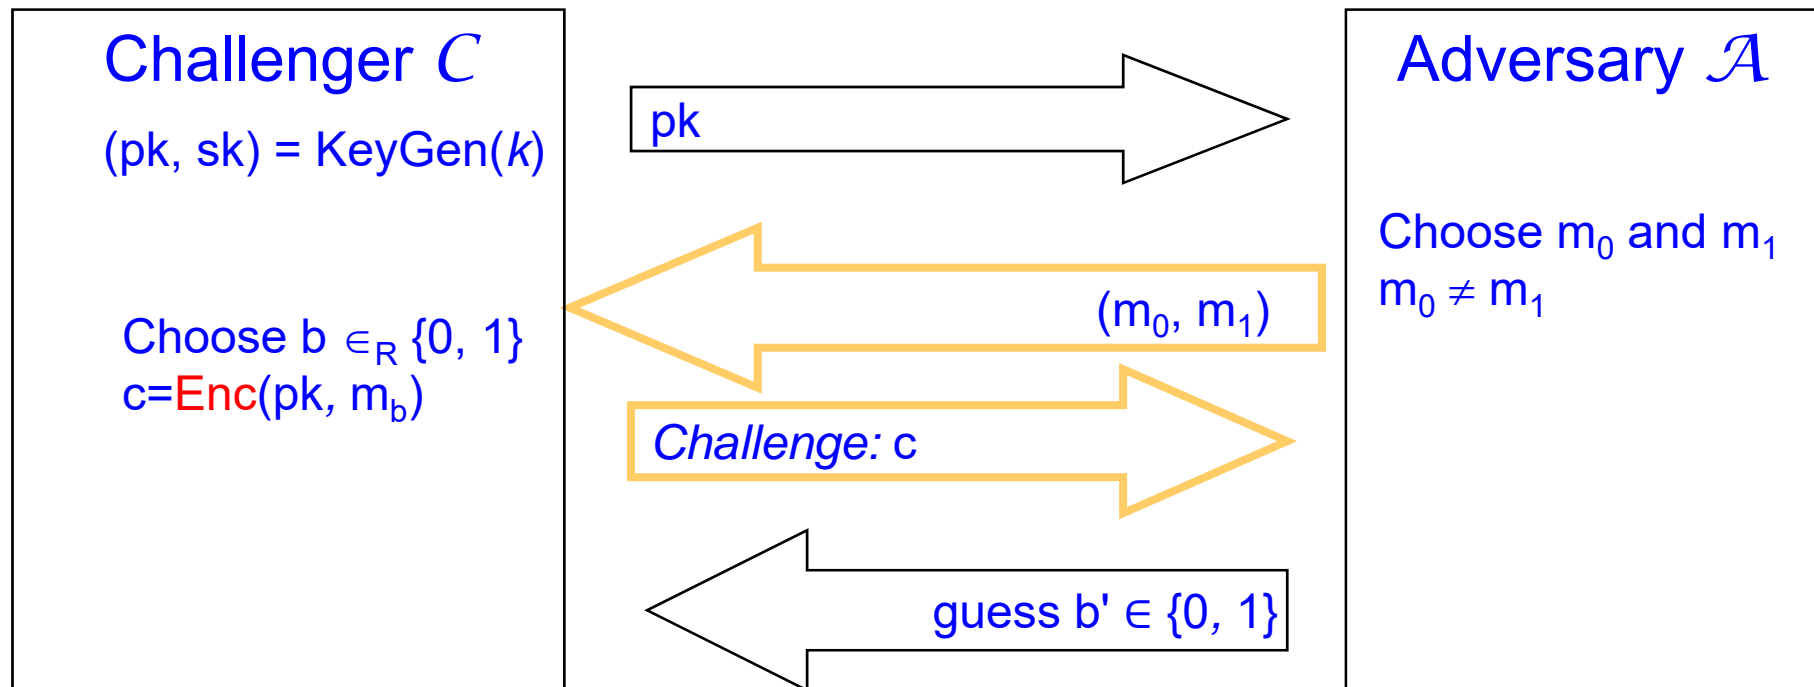 Challenger C
(pk, sk) = KeyGen(k)
Choose b ∈R {0, 1}
c=Enc(pk, mb)
pk
(m0, m1)
Challenge: c
guess b' ∈ {0, 1}
Adversary A
Choose m0 and m1
m0 ≠ m1